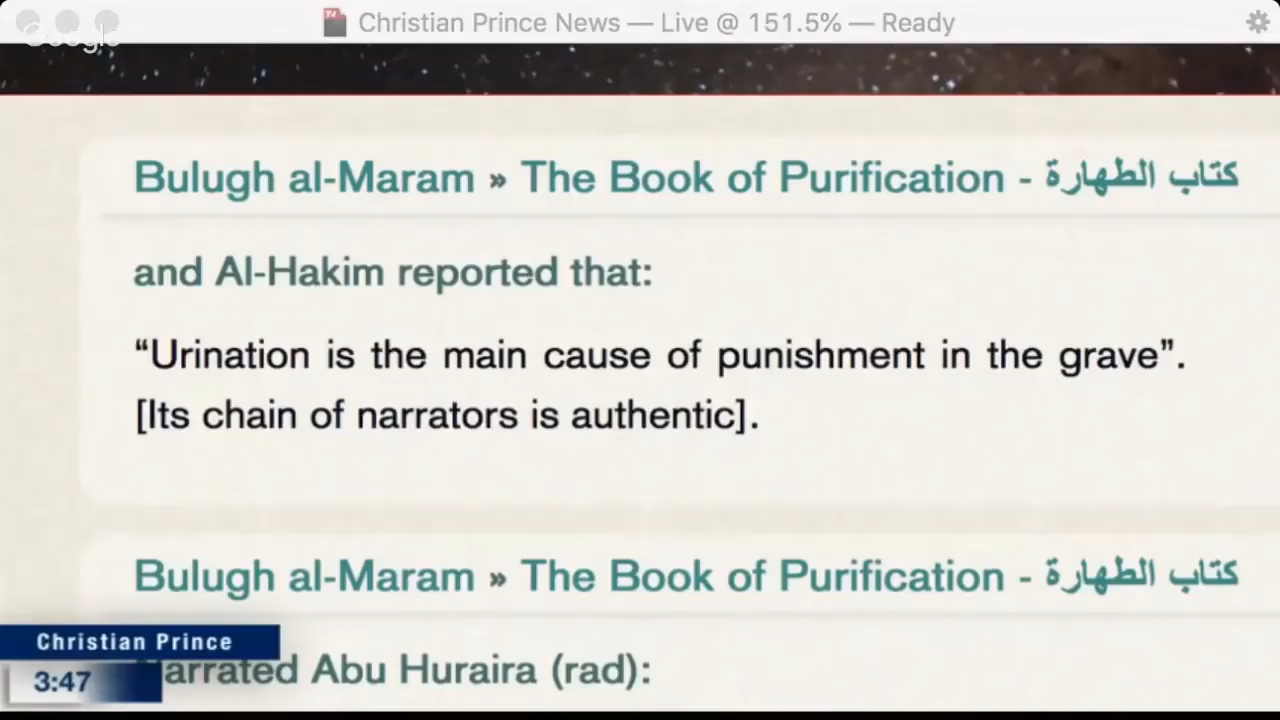 Christian Prince News — Live @ 151.5% — Ready
Google
Bulugh al-Maram » The Book of Purification - كتاب الطهارة
and Al-Hakim reported that:
“Urination is the main cause of punishment in the grave”.
[Its chain of narrators is authentic].
Bulugh al-Maram » The Book of Purification - كتاب الطهارة
Christian Prince
Abu Huraira (rad):
3:47